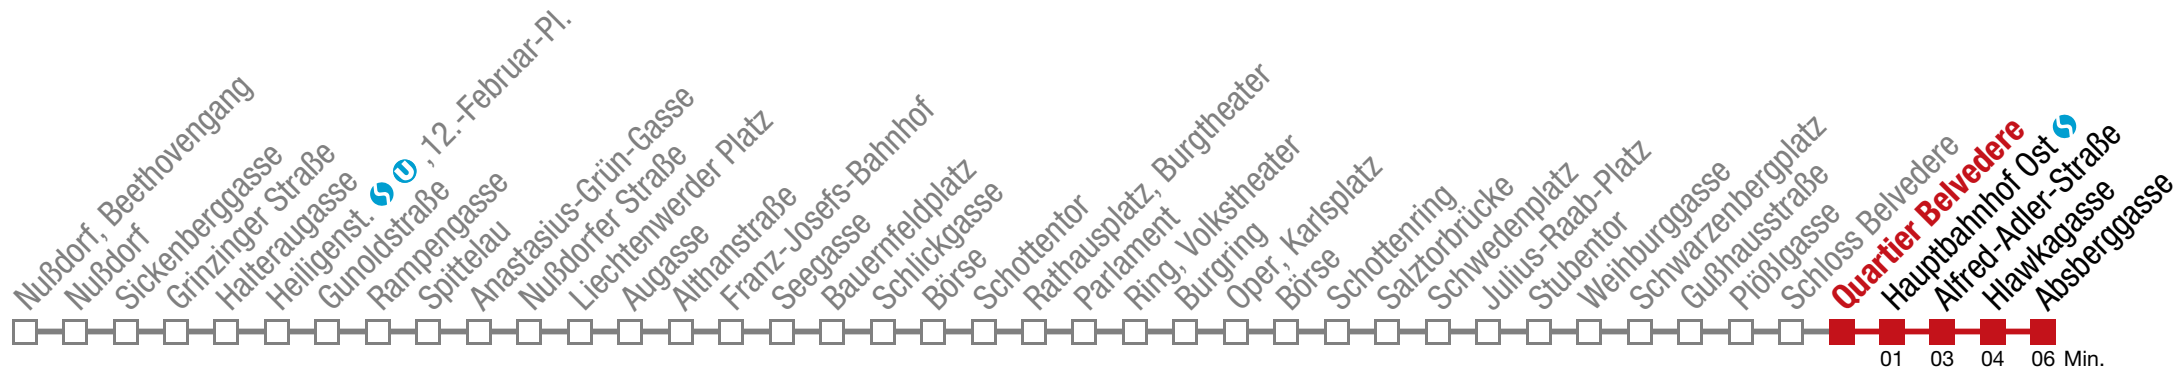 Nußdorf, Beethovengang
Nußdorf
Sickenberggasse
Grinzinger Straße
Halteraugasse
Heiligenst. S U , 12.-Februar-Pl.
Gunoldstraße
Rampengasse
Spittelau
Anastasius-Grün-Gasse
Nußdorfer Straße
Liechtenwerder Platz
Augasse
Althanstraße
Franz-Josefs-Bahnhof
Seegasse
Bauernfeldplatz
Schlickgasse
Börse
Schottentor
Rathausplatz, Burgtheater
Parlament
Ring, Volkstheater
Burgring
Oper, Karlsplatz
Börse
Schottenring
Salztorbrücke
Schwedenplatz
Julius-Raab-Platz
Stubentor
Weihburggasse
Schwarzenbergplatz
Gußhausstraße
Plößlgasse
Schloss Belvedere
Quartier Belvedere
Hauptbahnhof Ost S
Alfred-Adler-Straße
Hlawkagasse
Absberggasse
01 03 04 06 Min.